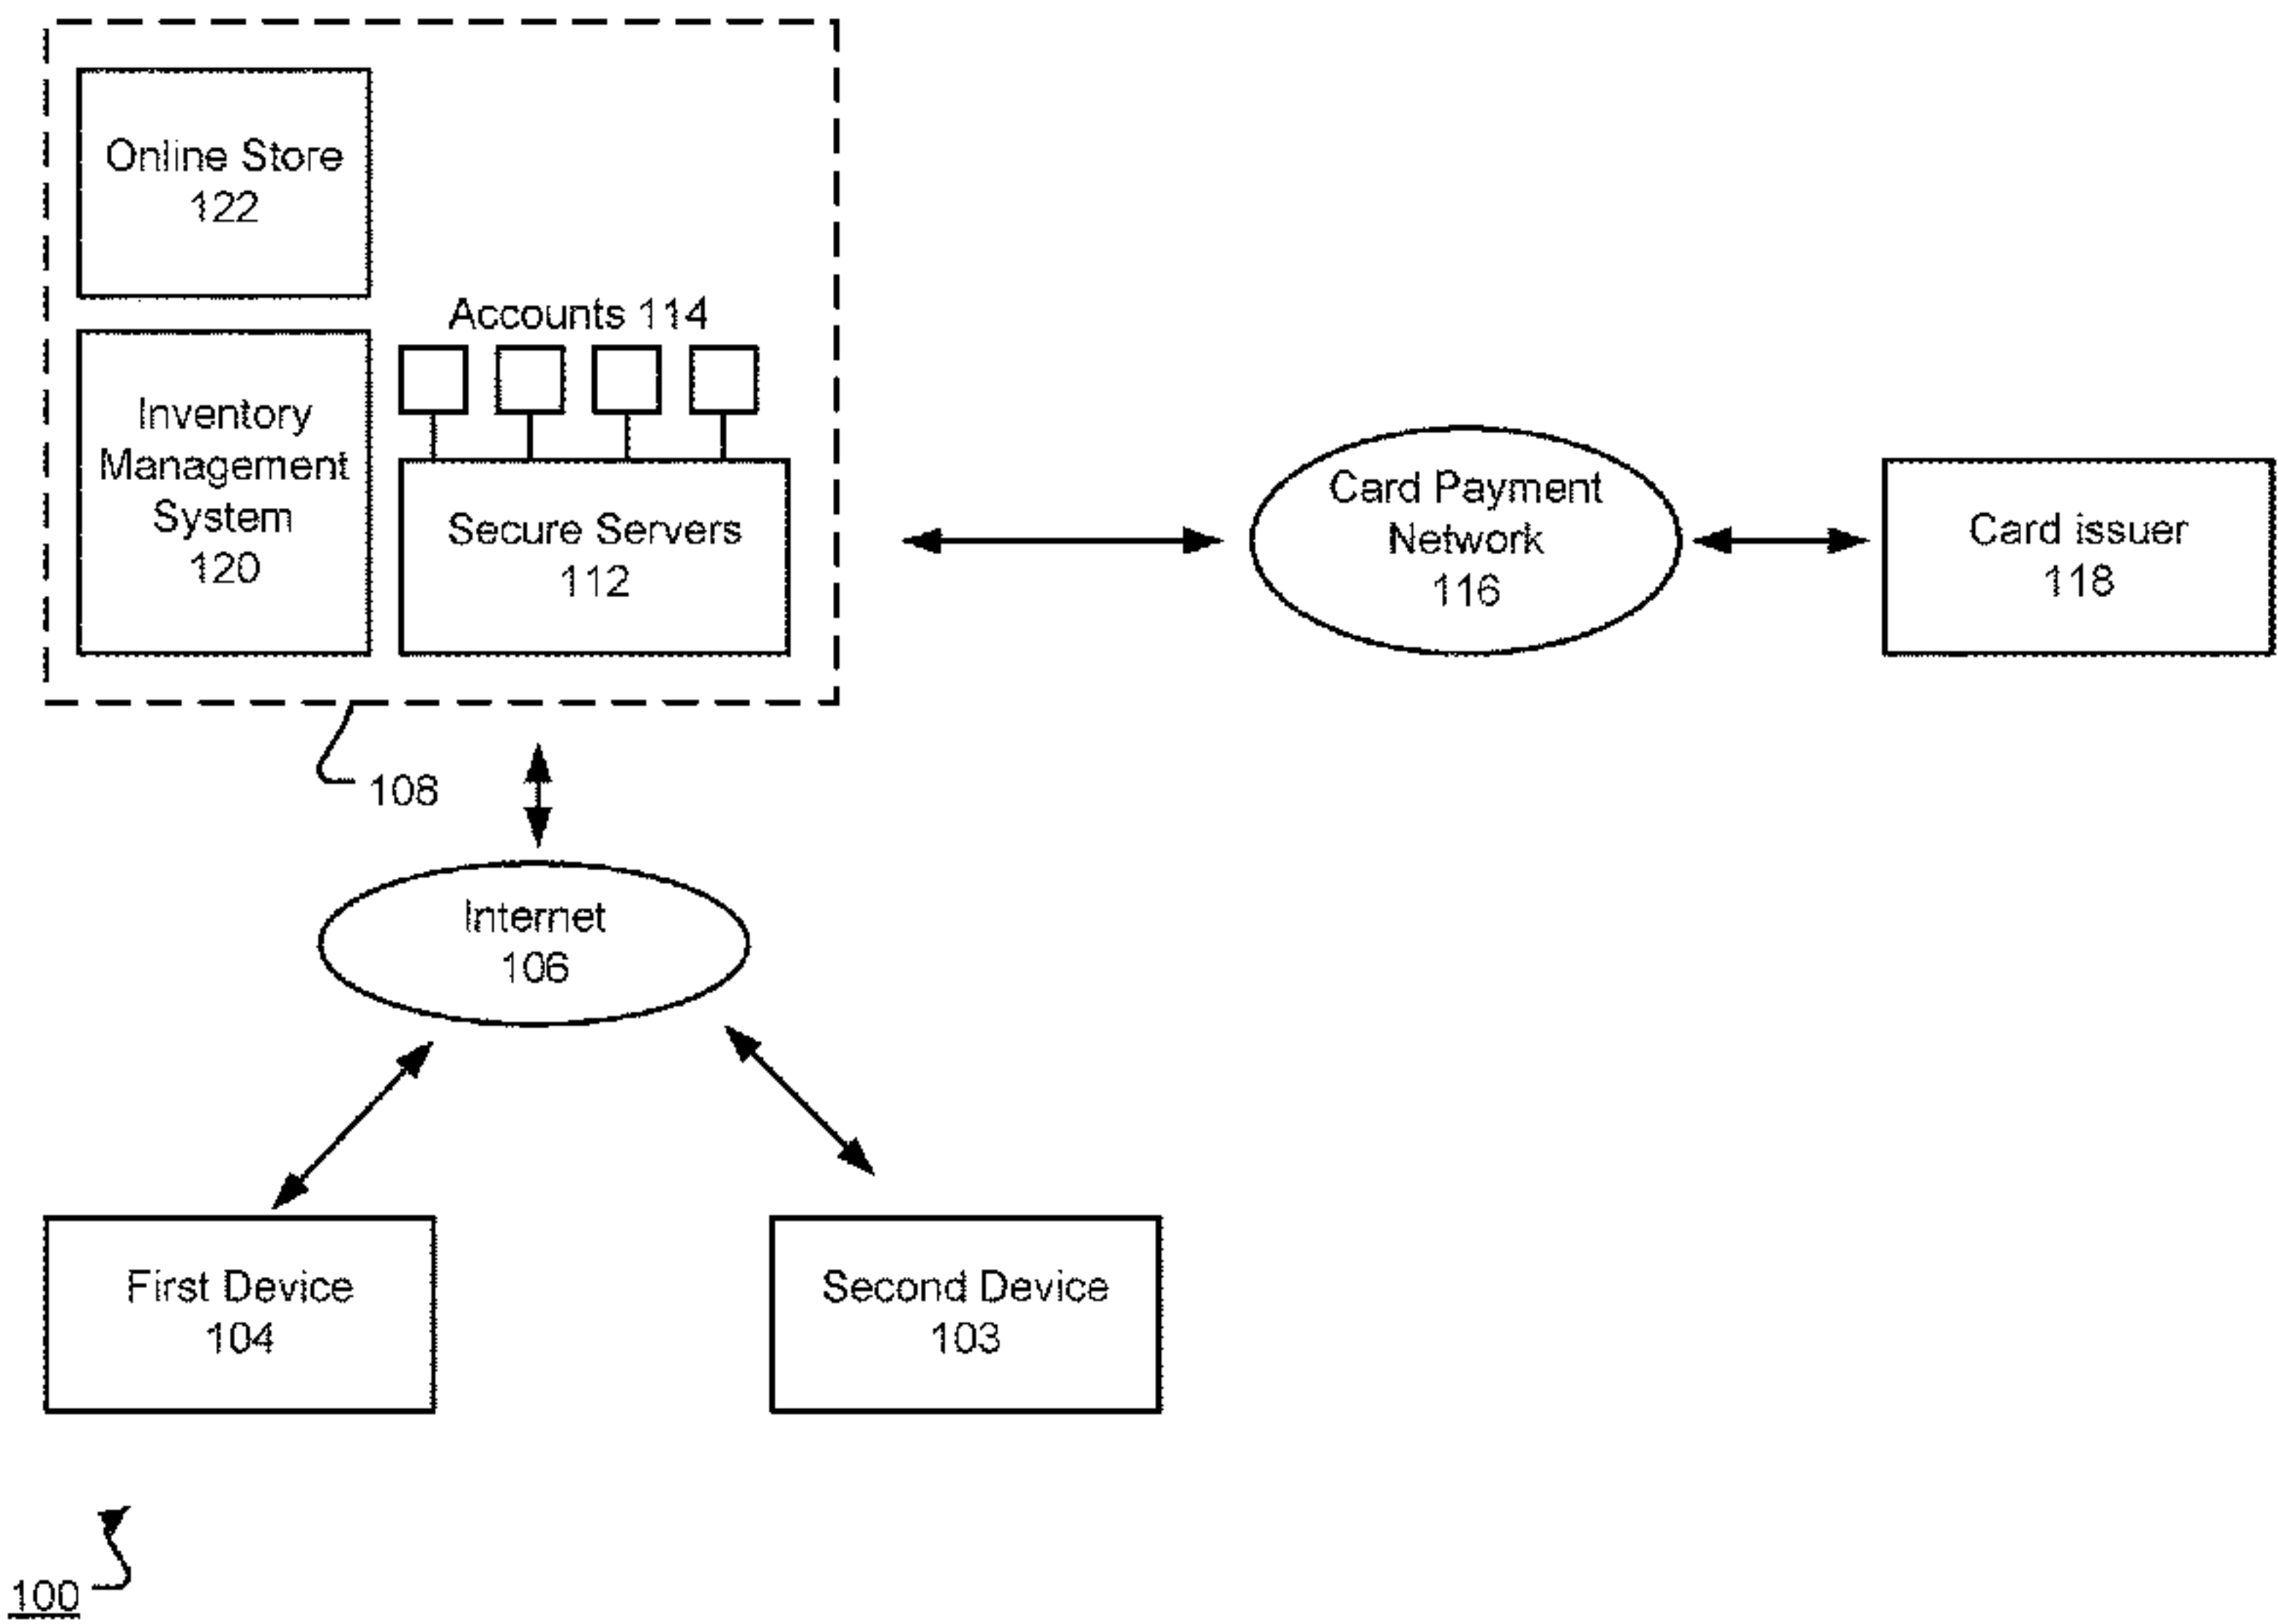 Online Store
122
Accounts 114
Inventory
Management
System
120
Secure Servers
112
Card Payment
Network
116
Card issuer
118
108
Internet
106
First Device
104
Second Device
103
100